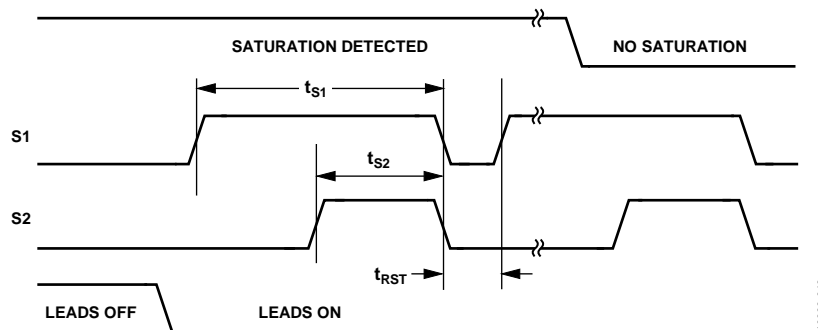 SATURATION DETECTED
NO SATURATION
tS1
S1
tS2
S2
tRST
LEADS OFF
LEADS ON